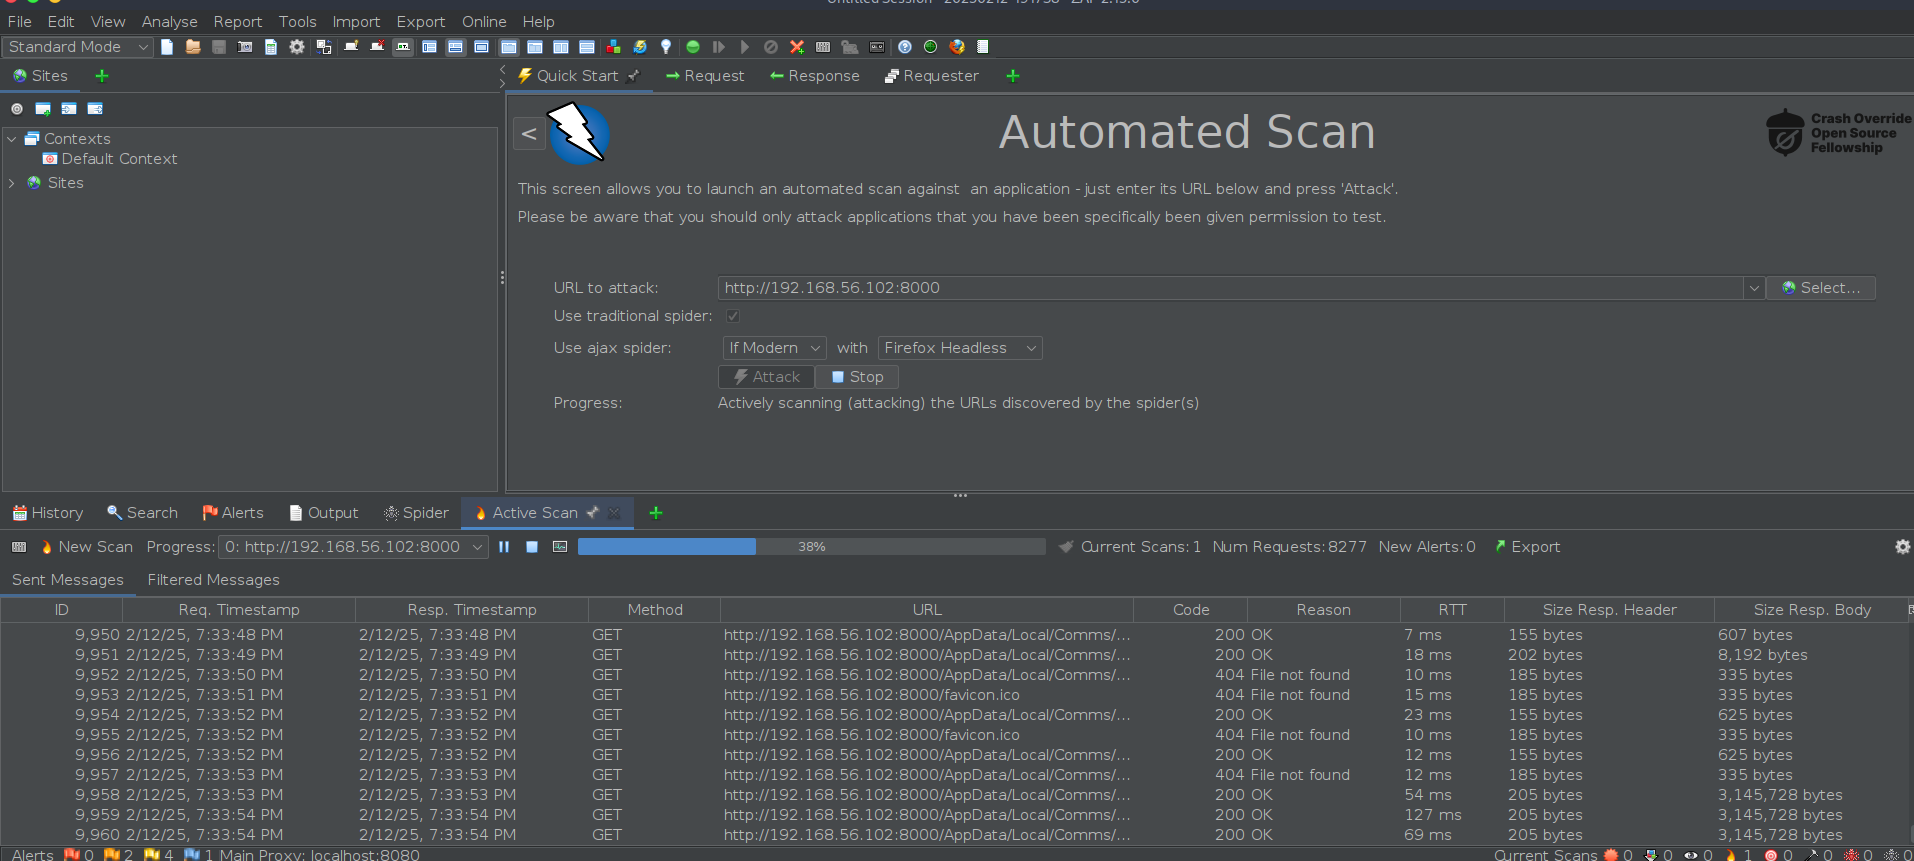 Untitled Session - 20250212-191758 - ZAP 2.15.0
File Edit View Analyse Report Tools Import Export Online Help
Standard Mode
Sites
Quick Start Request Response Requester
Contexts
Default Context
Sites
<
Automated Scan
Crash Override
Open Source
Fellowship
This screen allows you to launch an automated scan against an application - just enter its URL below and press 'Attack'.
Please be aware that you should only attack applications that you have been specifically been given permission to test.
URL to attack: http://192.168.56.102:8000 Select...
Use traditional spider:
Use ajax spider: If Modern with Firefox Headless
Attack Stop
Progress: Actively scanning (attacking) the URLs discovered by the spider(s)
History Search Alerts Output Spider Active Scan
New Scan Progress: 0: http://192.168.56.102:8000 38% Current Scans: 1 Num Requests: 8277 New Alerts: 0 Export
Sent Messages Filtered Messages
ID Req. Timestamp Resp. Timestamp Method URL Code Reason RTT Size Resp. Header Size Resp. Body
9,950 2/12/25, 7:33:48 PM 2/12/25, 7:33:48 PM GET http://192.168.56.102:8000/AppData/Local/Comms/... 200 OK 7 ms 155 bytes 607 bytes
9,951 2/12/25, 7:33:49 PM 2/12/25, 7:33:49 PM GET http://192.168.56.102:8000/AppData/Local/Comms/... 200 OK 18 ms 202 bytes 8,192 bytes
9,952 2/12/25, 7:33:50 PM 2/12/25, 7:33:50 PM GET http://192.168.56.102:8000/AppData/Local/Comms/... 404 File not found 10 ms 185 bytes 335 bytes
9,953 2/12/25, 7:33:51 PM 2/12/25, 7:33:51 PM GET http://192.168.56.102:8000/favicon.ico 404 File not found 15 ms 185 bytes 335 bytes
9,954 2/12/25, 7:33:52 PM 2/12/25, 7:33:52 PM GET http://192.168.56.102:8000/AppData/Local/Comms/... 200 OK 23 ms 155 bytes 625 bytes
9,955 2/12/25, 7:33:52 PM 2/12/25, 7:33:52 PM GET http://192.168.56.102:8000/favicon.ico 404 File not found 10 ms 185 bytes 335 bytes
9,956 2/12/25, 7:33:52 PM 2/12/25, 7:33:52 PM GET http://192.168.56.102:8000/AppData/Local/Comms/... 200 OK 12 ms 155 bytes 625 bytes
9,957 2/12/25, 7:33:53 PM 2/12/25, 7:33:53 PM GET http://192.168.56.102:8000/AppData/Local/Comms/... 404 File not found 12 ms 185 bytes 335 bytes
9,958 2/12/25, 7:33:53 PM 2/12/25, 7:33:53 PM GET http://192.168.56.102:8000/AppData/Local/Comms/... 200 OK 54 ms 205 bytes 3,145,728 bytes
9,959 2/12/25, 7:33:54 PM 2/12/25, 7:33:54 PM GET http://192.168.56.102:8000/AppData/Local/Comms/... 200 OK 127 ms 205 bytes 3,145,728 bytes
9,960 2/12/25, 7:33:54 PM 2/12/25, 7:33:54 PM GET http://192.168.56.102:8000/AppData/Local/Comms/... 200 OK 69 ms 205 bytes 3,145,728 bytes
Alerts 0 2 4 1 Main Proxy: localhost:8080 Current Scans 0 0 0 1 0 0 0 0